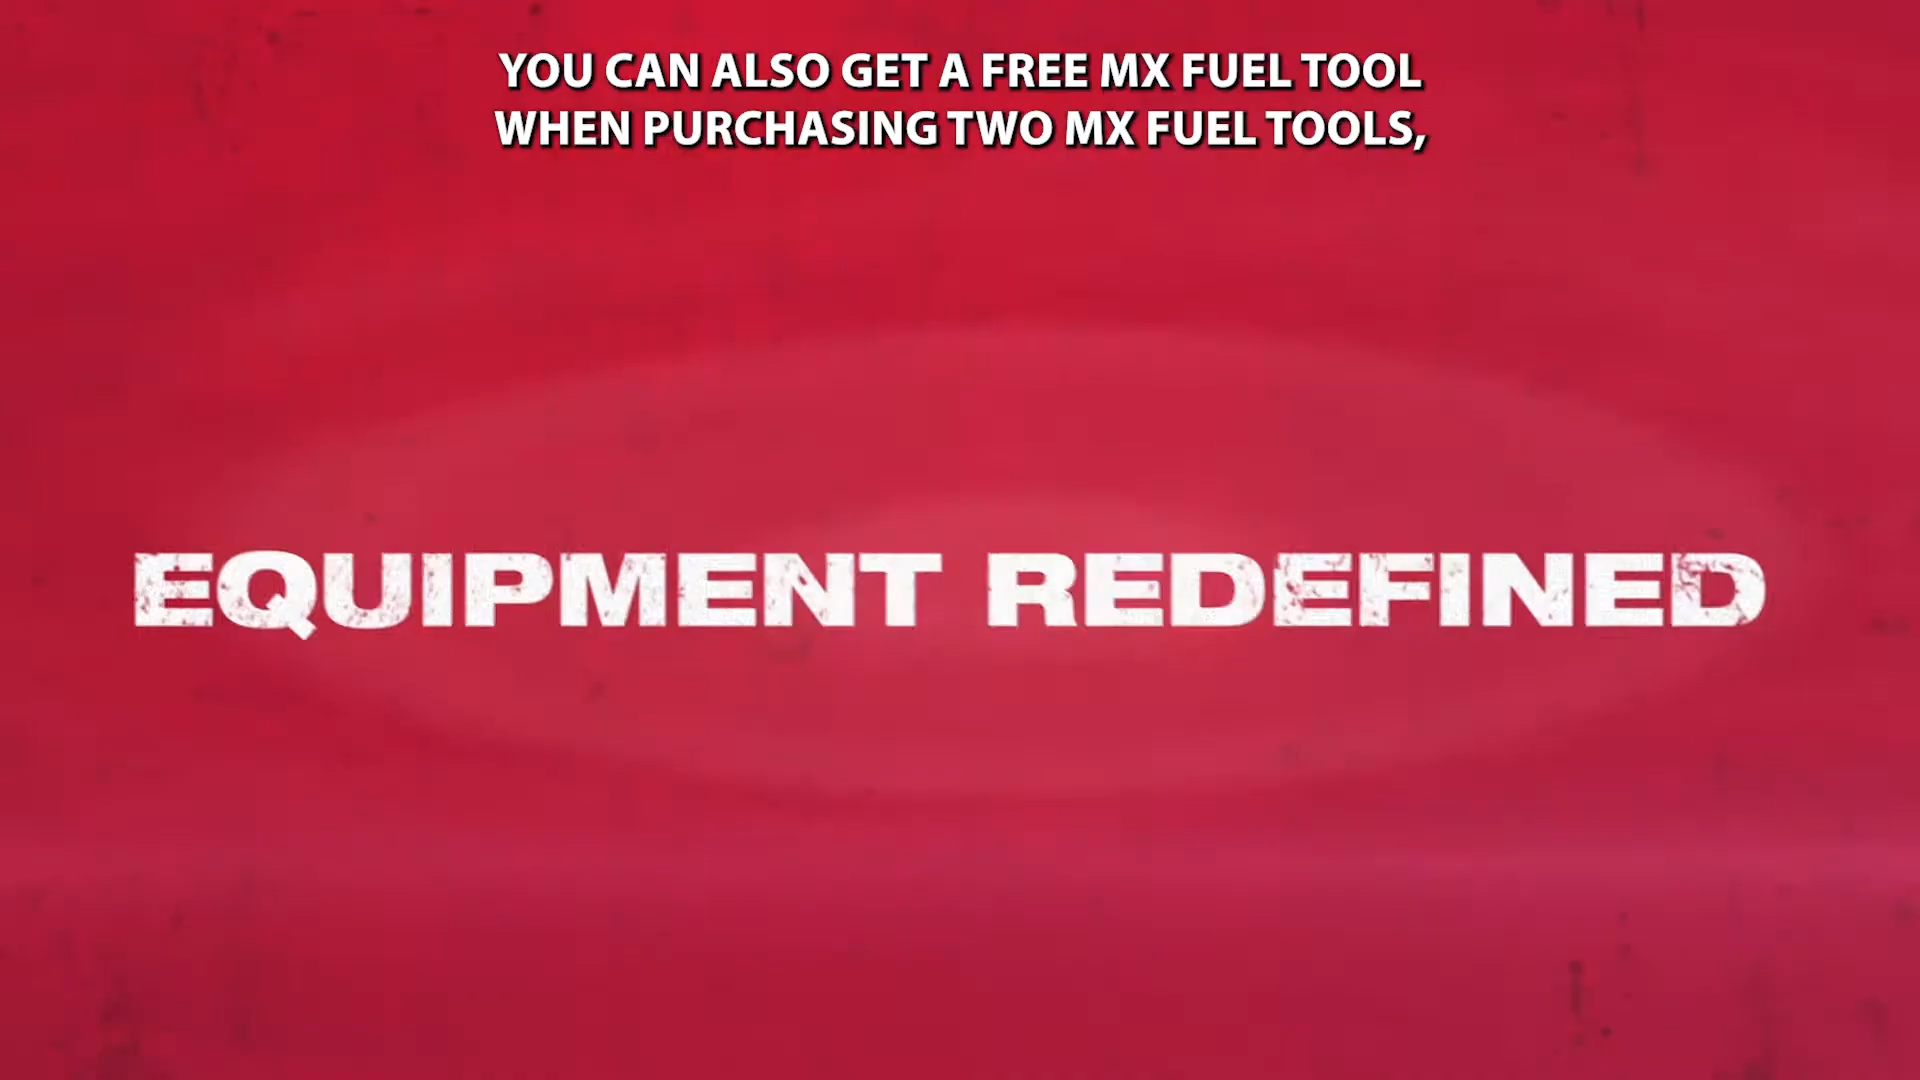 YOU CAN ALSO GET A FREE MX FUEL TOOL
WHEN PURCHASING TWO MX FUEL TOOLS,
EQUIPMENT REDEFINED